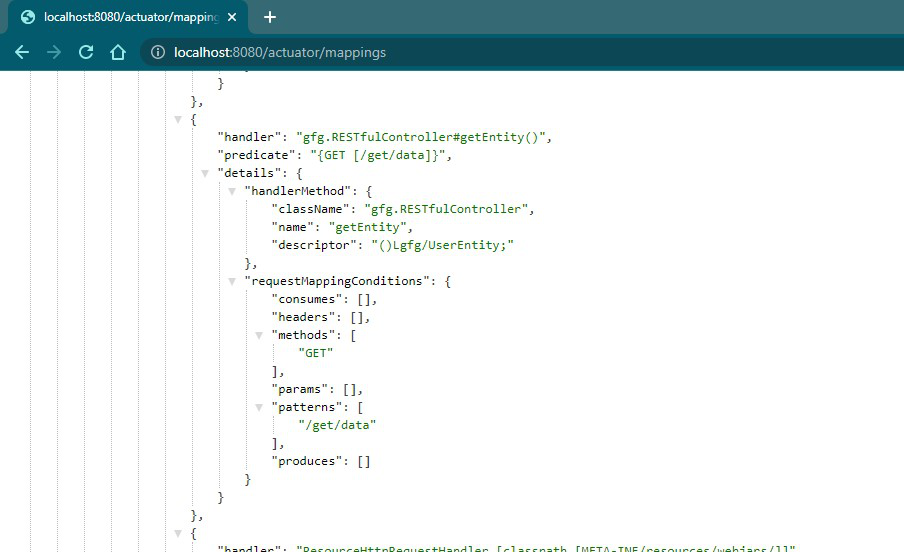 localhost:8080/actuator/mapping
localhost:8080/actuator/mappings
}
},
{
"handler": "gfg.RESTfulController#getEntity()",
"predicate": "{GET [/get/data]}",
"details": {
"handlerMethod": {
"className": "gfg.RESTfulController",
"name": "getEntity",
"descriptor": "()Lgfg/UserEntity;"
},
"requestMappingConditions": {
"consumes": [],
"headers": [],
"methods": [
"GET"
],
"params": [],
"patterns": [
"/get/data"
],
"produces": []
}
}
},
{
"handler": "ResourceHttpRequestHandler [classpath [META-INF/resources/webjars/]]"